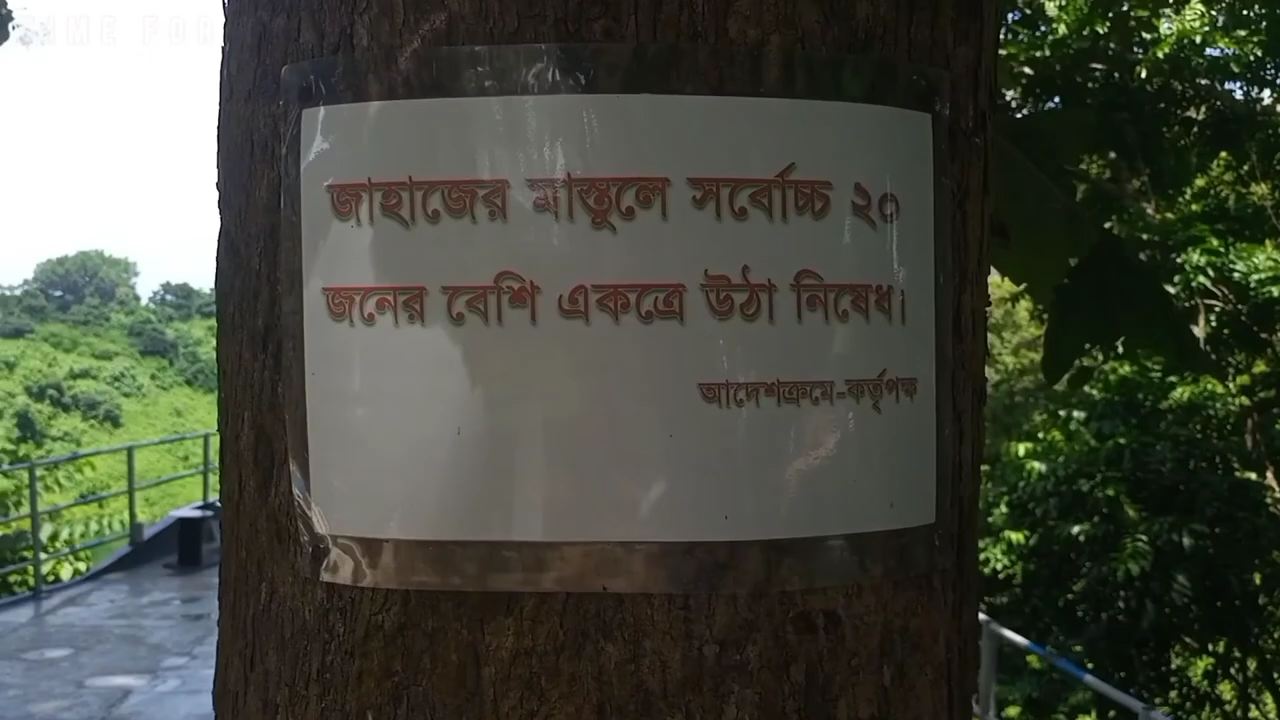 জাহাজের মাস্তুলে সর্বোচ্চ ২০
জনের বেশি একত্রে উঠা নিষেধ।
আদেশক্রমে-কর্তৃপক্ষ